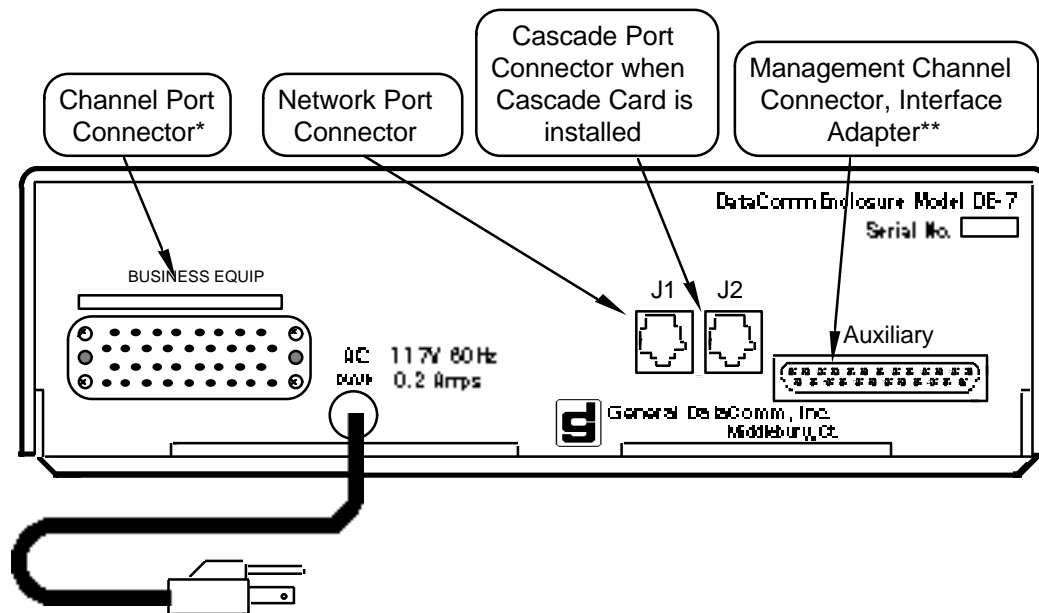 Channel Port
Connector*
Network Port
Connector
Cascade Port
Connector when
Cascade Card is
installed
Management Channel
Connector, Interface
Adapter**
DataComm Enclosure Model DE-7
Serial No.
BUSINESS EQUIP
J1
J2
Auxiliary
AC 117V 60Hz
0.2 Amps
General DataComm, Inc.
Middlebury, Ct.